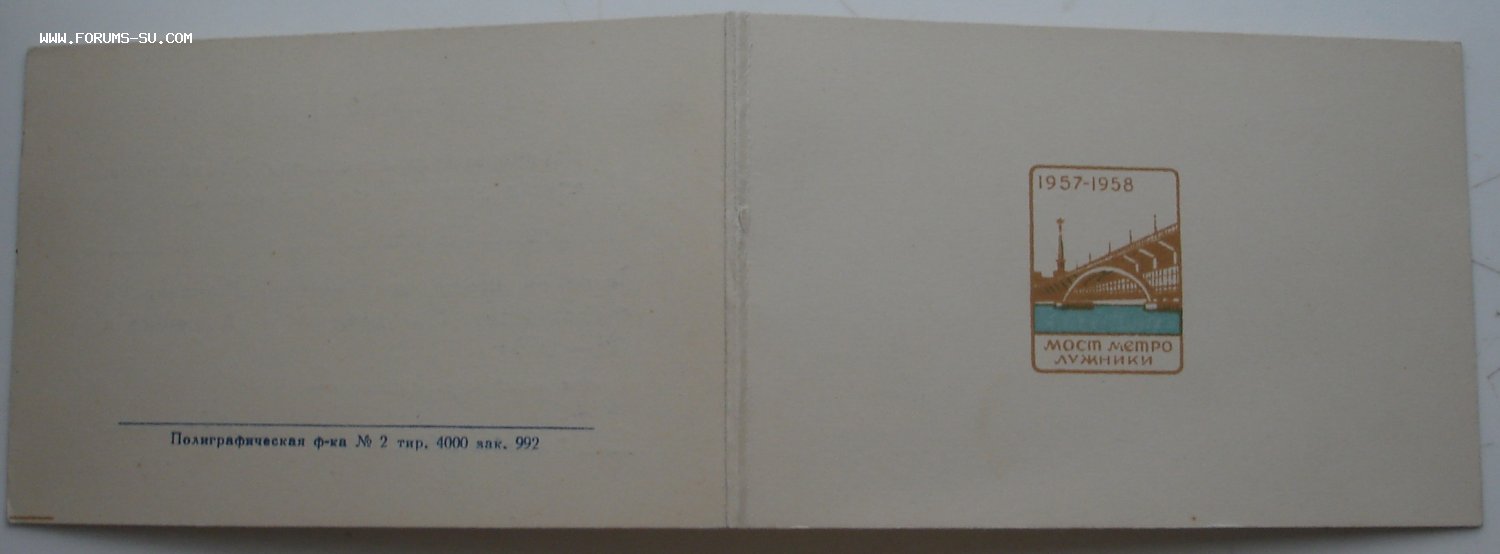 WWW.FORUMS-SU.COM
Полиграфическая ф-ка № 2 тир. 4000 зак. 992
1957-1958
МОСТ МЕТРО
ЛУЖНИКИ